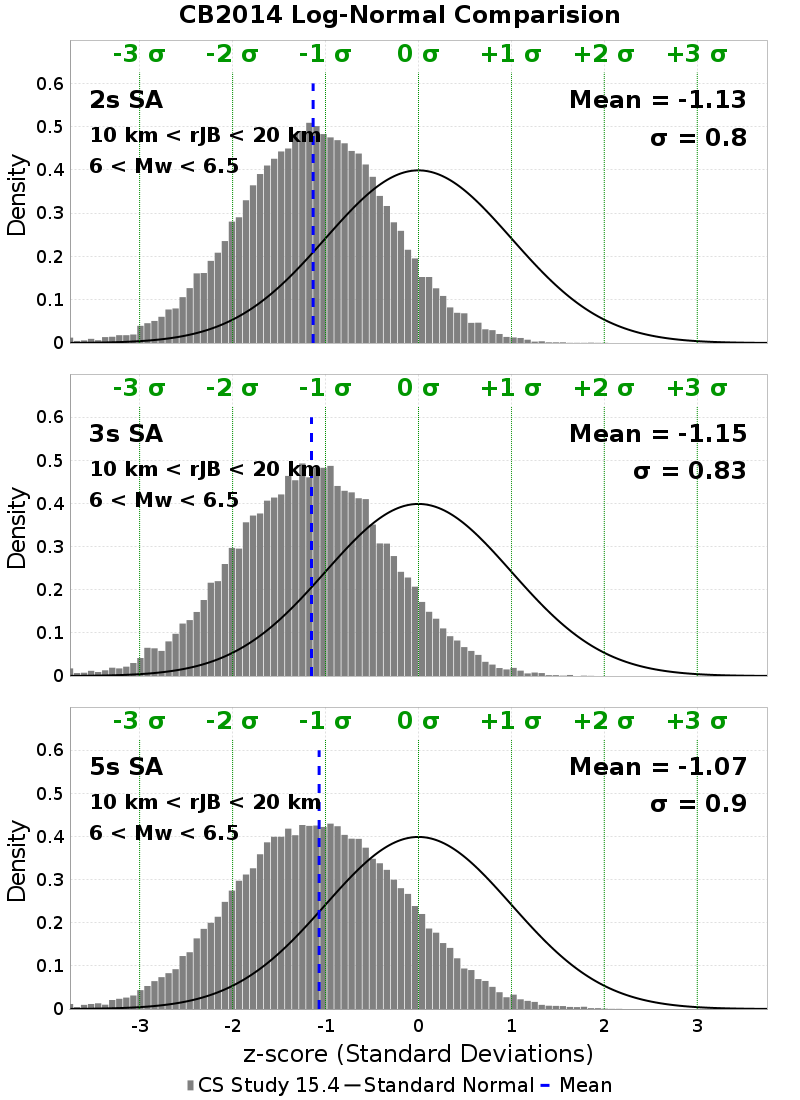 CB2014 Log-Normal Comparision
-3 σ -2 σ -1 σ 0 σ +1 σ +2 σ +3 σ
2s SA
Mean = -1.13
10 km < rJB < 20 km
σ = 0.8
6 < Mw < 6.5
Density
0.6
0.5
0.4
0.3
0.2
0.1
0
-3 σ -2 σ -1 σ 0 σ +1 σ +2 σ +3 σ
3s SA
Mean = -1.15
10 km < rJB < 20 km
σ = 0.83
6 < Mw < 6.5
Density
0.6
0.5
0.4
0.3
0.2
0.1
0
-3 σ -2 σ -1 σ 0 σ +1 σ +2 σ +3 σ
5s SA
Mean = -1.07
10 km < rJB < 20 km
σ = 0.9
6 < Mw < 6.5
Density
0.6
0.5
0.4
0.3
0.2
0.1
0
-3 -2 -1 0 1 2 3
z-score (Standard Deviations)
CS Study 15.4 Standard Normal Mean